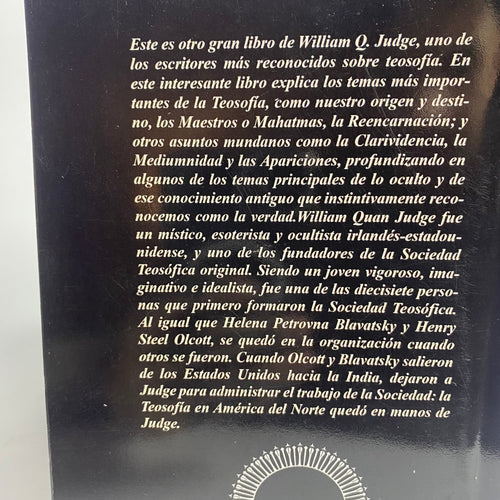 Este es otro gran libro de William Q. Judge, uno de
los escritores más reconocidos sobre teosofía. En
este interesante libro explica los temas más impor-
tantes de la Teosofía, como nuestro origen y desti-
no, los Maestros o Mahatmas, la Reencarnación; y
otros asuntos mundanos como la Clarividencia, la
Mediumnidad y las Apariciones, profundizando en
algunos de los temas principales de lo oculto y de
ese conocimiento antiguo que instintivamente reco-
nocemos como la verdad.William Quan Judge fue
un místico, esoterista y ocultista irlandés-estadou-
nidense, y uno de los fundadores de la Sociedad
Teosófica original. Siendo un joven vigoroso, ima-
ginativo e idealista, fue una de las diecisiete perso-
nas que primero formaron la Sociedad Teosófica.
Al igual que Helena Petrovna Blavatsky y Henry
Steel Olcott, se quedó en la organización cuando
otros se fueron. Cuando Olcott y Blavatsky salieron
de los Estados Unidos hacia la India, dejaron a
Judge para administrar el trabajo de la Sociedad: la
Teosofía en América del Norte quedó en manos de
Judge.